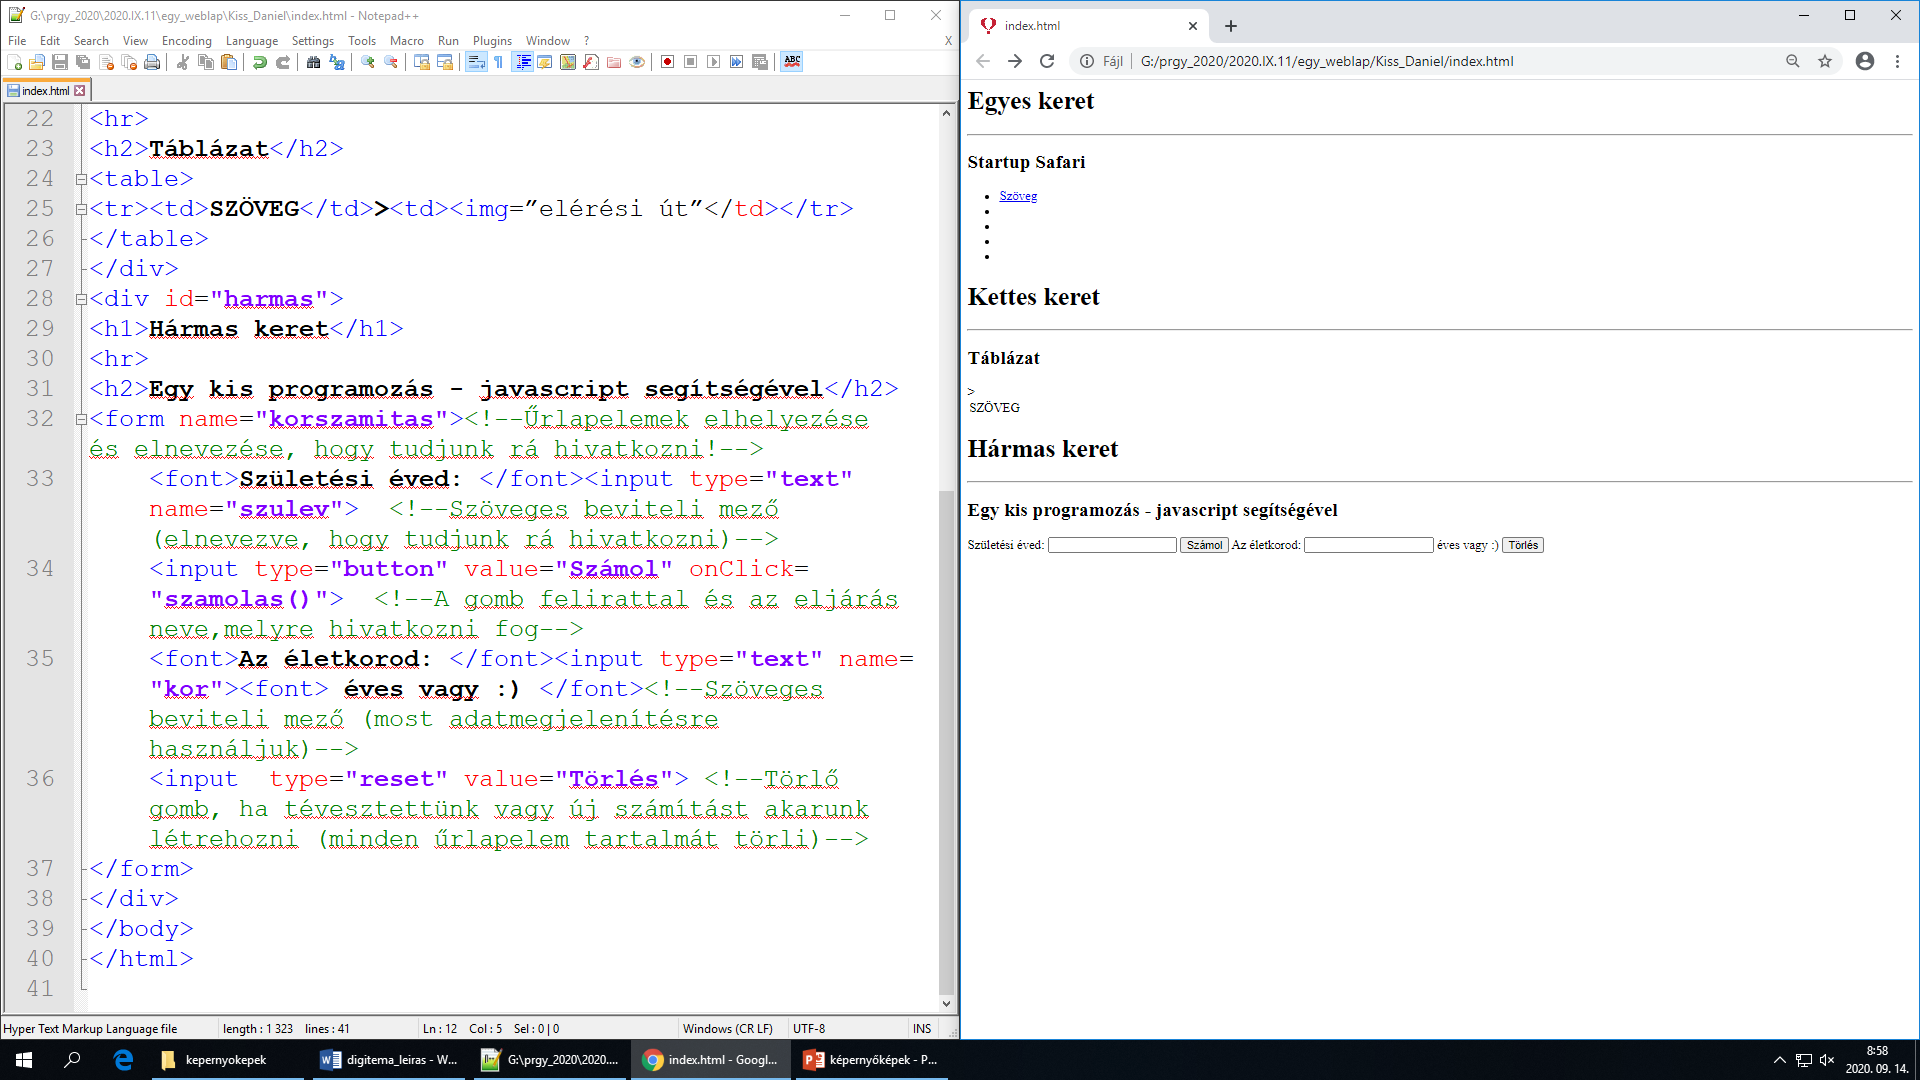 G:\prgy_2020\2020.IX.11\egy_weblap\Kiss_Daniel\index.html - Notepad++
File Edit Search View Encoding Language Settings Tools Macro Run Plugins Window ? X
index.html
22 <hr>
23 <h2>Táblázat</h2>
24 <table>
25 <tr><td>SZÖVEG</td>><td><img=”elérési út”</td></tr>
26 </table>
27 </div>
28 <div id="harmas">
29 <h1>Hármas keret</h1>
30 <hr>
31 <h2>Egy kis programozás - javascript segítségével</h2>
32 <form name="korszamitas"><!--Űrlapelemek elhelyezése
és elnevezése, hogy tudjunk rá hivatkozni!-->
33 <font>Születési éved: </font><input type="text"
name="szulev">  <!--Szöveges beviteli mező
(elnevezve, hogy tudjunk rá hivatkozni)-->
34 <input type="button" value="Számol" onClick=
"szamolas()">  <!--A gomb felirattal és az eljárás
neve,melyre hivatkozni fog-->
35 <font>Az életkorod: </font><input type="text" name=
"kor"><font> éves vagy :) </font><!--Szöveges
beviteli mező (most adatmegjelenítésre
használjuk)-->
36 <input  type="reset" value="Törlés"> <!--Törlő
gomb, ha tévesztettünk vagy új számítást akarunk
létrehozni (minden űrlapelem tartalmát törli)-->
37 </form>
38 </div>
39 </body>
40 </html>
41
Hyper Text Markup Language file length : 1 323 lines : 41 Ln : 12 Col : 5 Sel : 0 | 0 Windows (CR LF) UTF-8 INS
index.html
Fájl G:/prgy_2020/2020.IX.11/egy_weblap/Kiss_Daniel/index.html
Egyes keret
Startup Safari
Szöveg
Kettes keret
Táblázat
>
SZÖVEG
Hármas keret
Egy kis programozás - javascript segítségével
Születési éved: Számol Az életkorod: éves vagy :) Törlés
kepernyokepek digitema_leiras - W... G:\prgy_2020\2020.... index.html - Googl... képernyőképek - P...
8:58
2020. 09. 14.